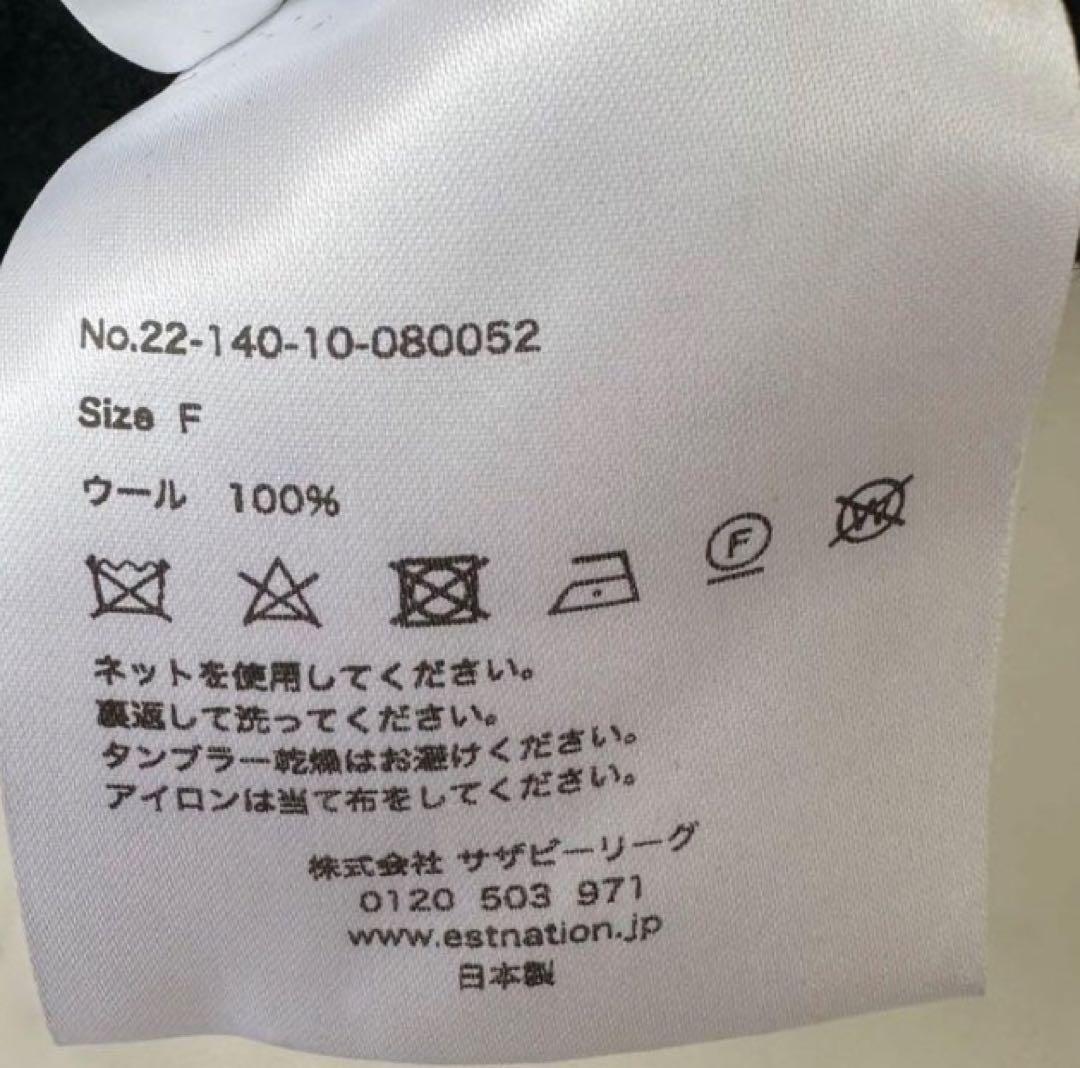 No.22-140-10-080052
Size F
ウール 100%
F W
ネットを使用してください。
裏返して洗ってください。
タンブラー乾燥はお避けください。
アイロンは当て布をしてください。
株式会社 サザビーリーグ
0120 503 971
www.estnation.jp
日本製